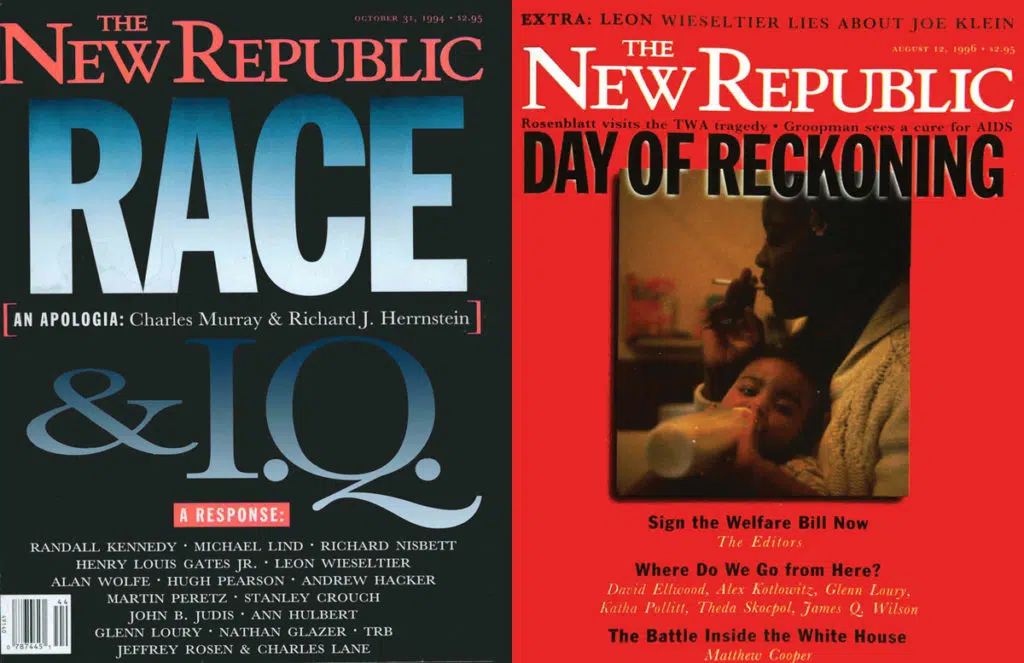 THE
NEW REPUBLIC
OCTOBER 31, 1994 • $2.95
RACE
[AN APOLOGIA: Charles Murray & Richard J. Herrnstein]
& I.Q.
A RESPONSE:
RANDALL KENNEDY • MICHAEL LIND • RICHARD NISBETT
HENRY LOUIS GATES JR. • LEON WIESELTIER
ALAN WOLFE • HUGH PEARSON • ANDREW HACKER
MARTIN PERETZ • STANLEY CROUCH
JOHN B. JUDIS • ANN HULBERT
GLENN LOURY • NATHAN GLAZER • TRB
JEFFREY ROSEN & CHARLES LANE
44
EXTRA: LEON WIESELTIER LIES ABOUT JOE KLEIN
THE
NEW REPUBLIC
AUGUST 12, 1996 • $2.95
Rosenblatt visits the TWA tragedy • Groopman sees a cure for AIDS
DAY OF RECKONING
Sign the Welfare Bill Now
The Editors
Where Do We Go from Here?
David Ellwood, Alex Kotlowitz, Glenn Loury,
Katha Pollitt, Theda Skocpol, James Q. Wilson
The Battle Inside the White House
Matthew Cooper